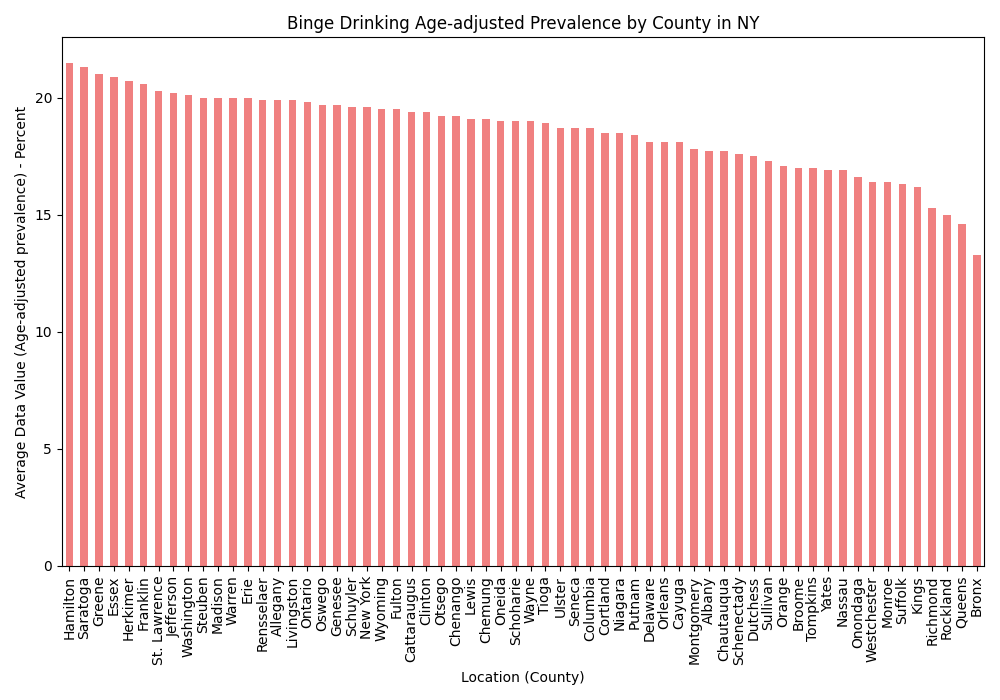 Binge Drinking Age-adjusted Prevalence by County in NY
Average Data Value (Age-adjusted prevalence) - Percent
20
15
10
5
0
Hamilton
Saratoga
Greene
Essex
Herkimer
Franklin
St. Lawrence
Jefferson
Washington
Steuben
Madison
Warren
Erie
Rensselaer
Allegany
Livingston
Ontario
Oswego
Genesee
Schuyler
New York
Wyoming
Fulton
Cattaraugus
Clinton
Otsego
Chenango
Lewis
Chemung
Oneida
Schoharie
Wayne
Tioga
Ulster
Seneca
Columbia
Cortland
Niagara
Putnam
Delaware
Orleans
Cayuga
Montgomery
Albany
Chautauqua
Schenectady
Dutchess
Sullivan
Orange
Broome
Tompkins
Yates
Nassau
Onondaga
Westchester
Monroe
Suffolk
Kings
Richmond
Rockland
Queens
Bronx
Location (County)